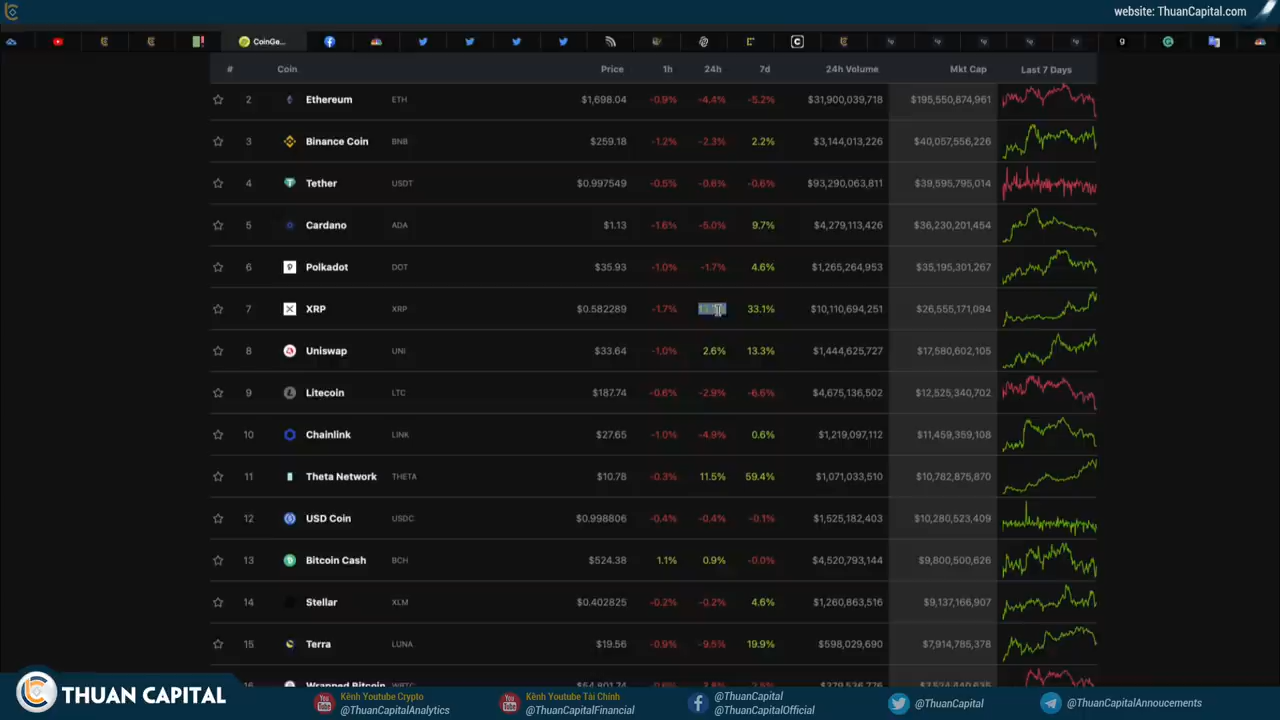 website: ThuanCapital.com
CoinGe...
# Coin Price 1h 24h 7d 24h Volume Mkt Cap Last 7 Days
2 Ethereum ETH $1,698.04 -0.9% -4.4% -5.2% $31,900,039,718 $195,550,874,961
3 Binance Coin BNB $259.18 -1.2% -2.3% 2.2% $3,144,013,226 $40,057,556,226
4 Tether USDT $0.997549 -0.5% -0.6% -0.6% $93,290,063,811 $39,595,795,014
5 Cardano ADA $1.13 -1.6% -5.0% 9.7% $4,279,113,426 $36,230,201,454
6 Polkadot DOT $35.93 -1.0% -1.7% 4.6% $1,265,264,953 $35,195,301,267
7 XRP XRP $0.582289 -1.7% 33.1% $10,110,694,251 $26,555,171,094
8 Uniswap UNI $33.64 -1.0% 2.6% 13.3% $1,444,625,727 $17,580,602,105
9 Litecoin LTC $187.74 -0.6% -2.9% -6.6% $4,675,136,502 $12,525,340,702
10 Chainlink LINK $27.65 -1.0% -4.9% 0.6% $1,219,097,112 $11,459,359,108
11 Theta Network THETA $10.78 -0.3% 11.5% 59.4% $1,071,033,510 $10,782,875,870
12 USD Coin USDC $0.998806 -0.4% -0.4% -0.1% $1,525,182,403 $10,280,523,409
13 Bitcoin Cash BCH $524.38 1.1% 0.9% -0.0% $4,520,793,144 $9,800,500,626
14 Stellar XLM $0.402825 -0.2% -0.2% 4.6% $1,260,863,516 $9,137,166,907
15 Terra LUNA $19.56 -0.9% -9.5% 19.9% $598,029,690 $7,914,785,378
Wrapped Bitcoin
THUAN CAPITAL
Kênh Youtube Crypto
@ThuanCapitalAnalytics
Kênh Youtube Tài Chính
@ThuanCapitalFinancial
@ThuanCapital
@ThuanCapitalOfficial
@ThuanCapital
@ThuanCapitalAnnoucements